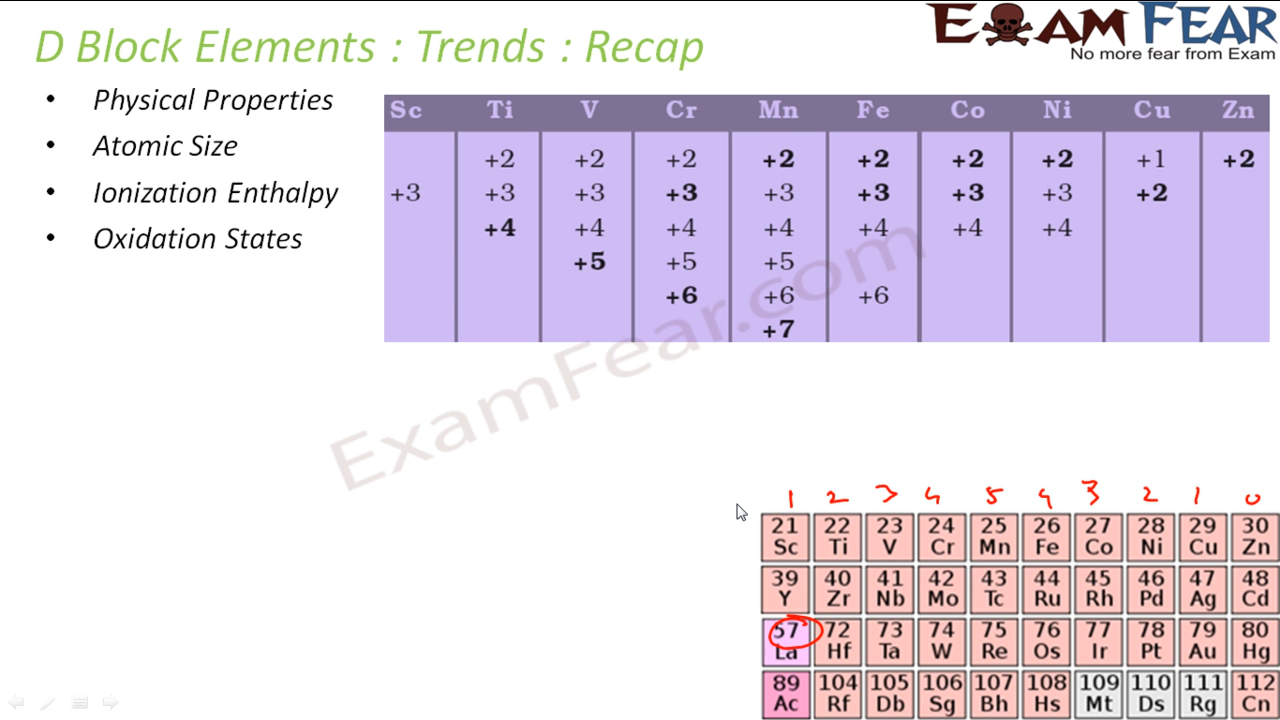 D Block Elements : Trends : Recap
EXAM FEAR
No more fear from Exam
• Physical Properties
• Atomic Size
• Ionization Enthalpy
• Oxidation States
Sc Ti V Cr Mn Fe Co Ni Cu Zn
+2 +2 +2 +2 +2 +2 +2 +1 +2
+3 +3 +3 +3 +3 +3 +3 +3 +2
+4 +4 +4 +4 +4 +4 +4
+5 +5 +5
+6 +6 +6
+7
ExamFear.com
1 2 3 4 5 4 3 2 1 0
21 22 23 24 25 26 27 28 29 30
Sc Ti V Cr Mn Fe Co Ni Cu Zn
39 40 41 42 43 44 45 46 47 48
Y Zr Nb Mo Tc Ru Rh Pd Ag Cd
57 72 73 74 75 76 77 78 79 80
La Hf Ta W Re Os Ir Pt Au Hg
89 104 105 106 107 108 109 110 111 112
Ac Rf Db Sg Bh Hs Mt Ds Rg Cn